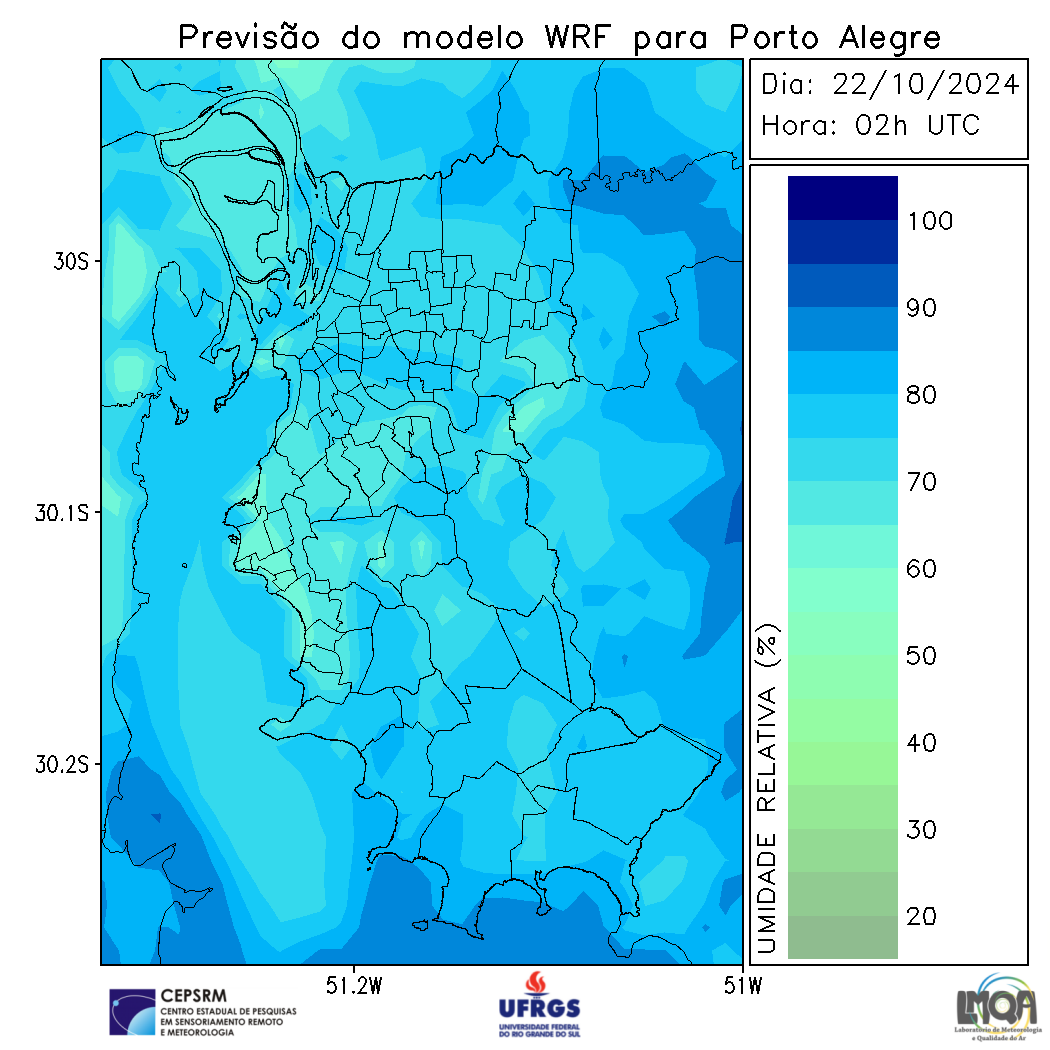 Previsão do modelo WRF para Porto Alegre
Dia: 22/10/2024
Hora: 02h UTC
30S
30.1S
30.2S
51.2W
51W
100
90
80
70
60
50
40
30
20
UMIDADE RELATIVA (%)
CEPSRM
CENTRO ESTADUAL DE PESQUISAS
EM SENSORIAMENTO REMOTO
E METEOROLOGIA
UFRGS
UNIVERSIDADE FEDERAL
DO RIO GRANDE DO SUL
LMQA
Laboratório de Meteorologia
e Qualidade do Ar